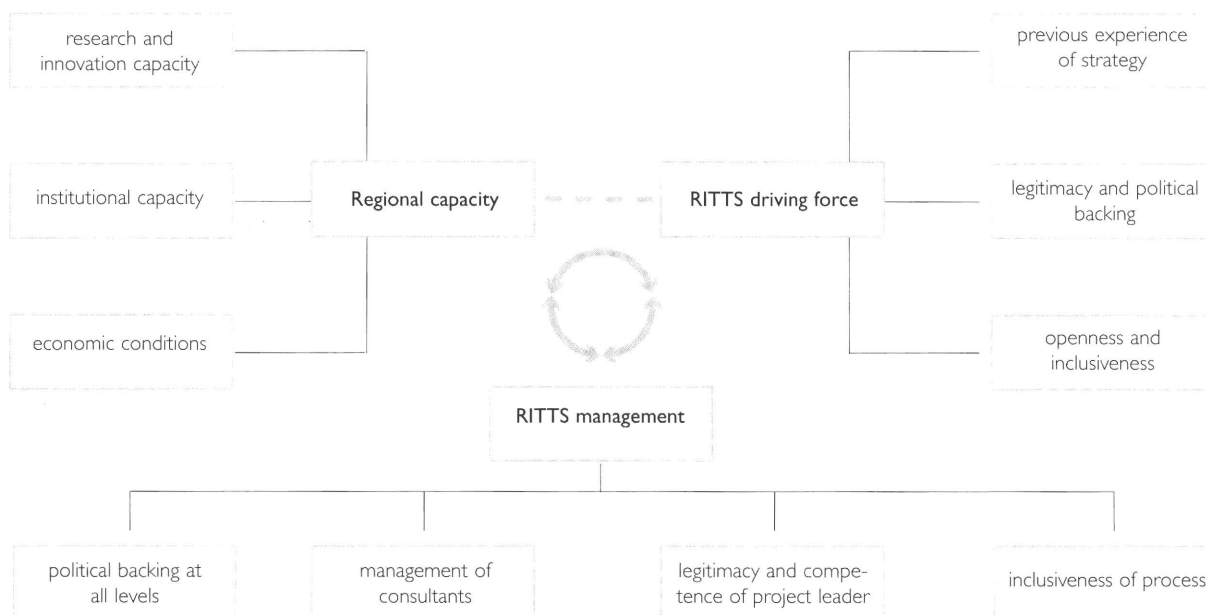 research and
innovation capacity
previous experience
of strategy
institutional capacity
Regional capacity
RITTS driving force
legitimacy and political
backing
economic conditions
openness and
inclusiveness
RITTS management
political backing at
all levels
management of
consultants
legitimacy and compe-
tence of project leader
inclusiveness of process